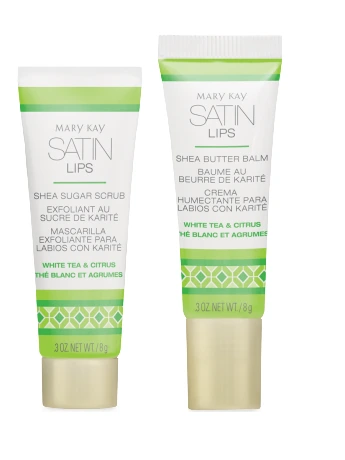 MARY KAY
SATIN
LIPS
SHEA SUGAR SCRUB
EXFOLIANT AU
SUCRE DE KARITÉ
MASCARILLA
EXFOLIANTE PARA
LABIOS CON KARITÉ
WHITE TEA & CITRUS
THÉ BLANC ET AGRUMES
.3 OZ. NET WT. / 8 g
MARY KAY
SATIN
LIPS
SHEA BUTTER BALM
BAUME AU
BEURRE DE KARITÉ
CREMA
HUMECTANTE PARA
LABIOS CON KARITÉ
WHITE TEA & CITRUS
THÉ BLANC ET AGRUMES
.3 OZ. NET WT. / 8 g